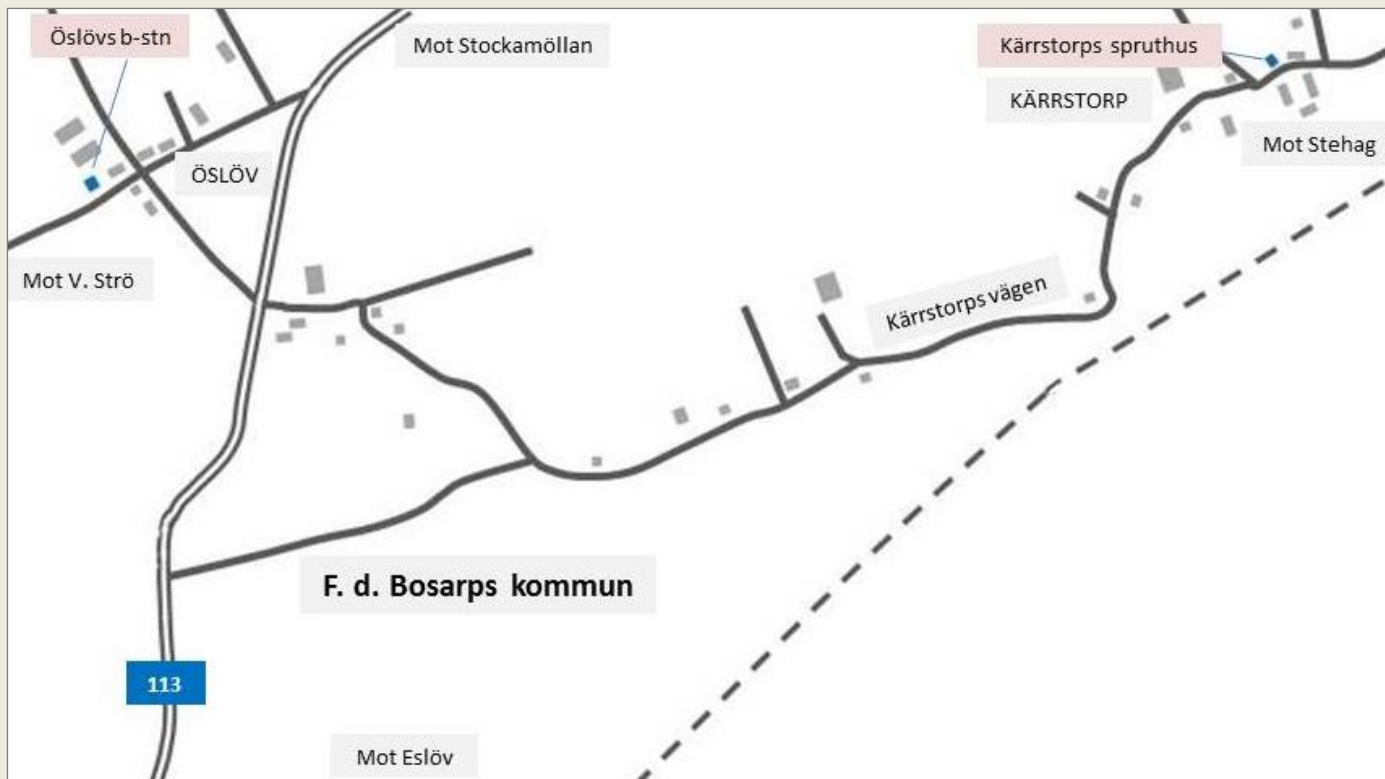 Öslövs b-stn
Mot Stockamöllan
Kärrstorps spruthus
KÄRRSTORP
Mot Stehag
ÖSLÖV
Mot V. Strö
Kärrstorps vägen
F. d. Bosarps kommun
113
Mot Eslöv